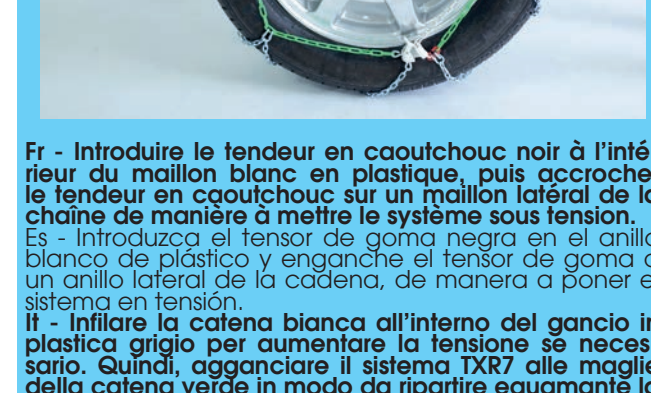 Fr - Introduire le tendeur en caoutchouc noir à l'inté
rieur du maillon blanc en plastique, puis accroche
le tendeur en caoutchouc sur un maillon latéral de la
chaîne de manière à mettre le système sous tension.
Es - Introduzca el tensor de goma negra en el anillo
blanco de plástico y enganche el tensor de goma a
un anillo lateral de la cadena, de manera a poner e
sistema en tensión.
It - Infilare la catena bianca all'interno del gancio in
plastica grigio per aumentare la tensione se neces
sario. Quindi, agganciare il sistema TXR7 alle maglie
della catena verde in modo da ripartire equamante la